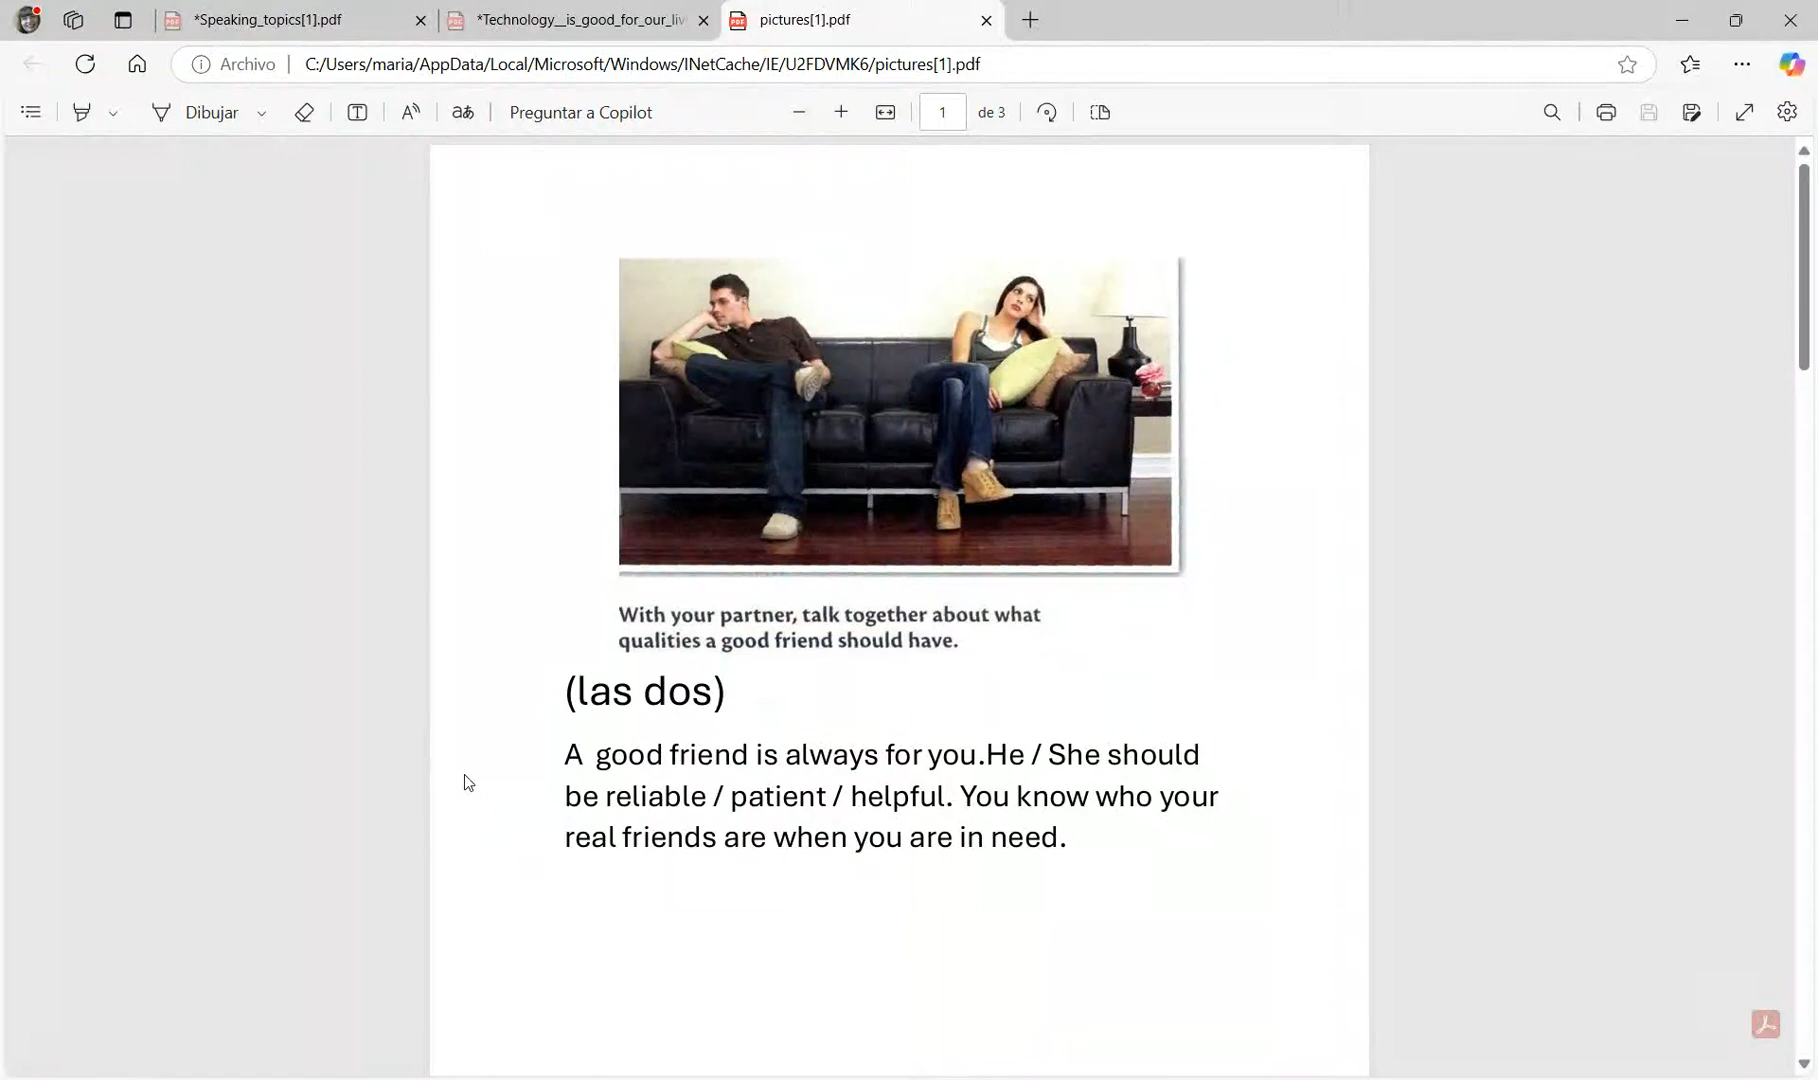 *Speaking_topics[1].pdf
*Technology__is_good_for_our_liv
pictures[1].pdf
Archivo
C:/Users/maria/AppData/Local/Microsoft/Windows/INetCache/IE/U2FDVMK6/pictures[1].pdf
Dibujar
Preguntar a Copilot
1 de 3
With your partner, talk together about what
qualities a good friend should have.
(las dos)
A good friend is always for you.He / She should
be reliable / patient / helpful. You know who your
real friends are when you are in need.